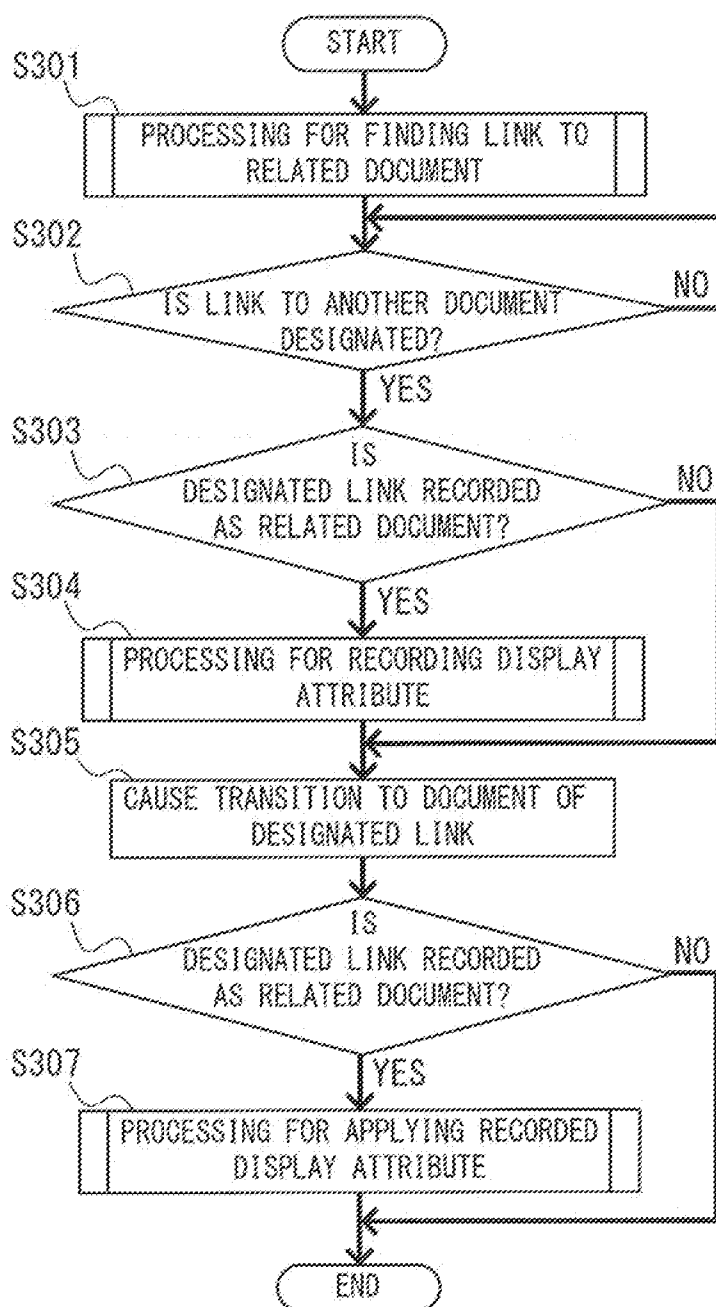 START
S301
PROCESSING FOR FINDING LINK TO
RELATED DOCUMENT
S302
IS LINK TO ANOTHER DOCUMENT
DESIGNATED?
NO
YES
S303
IS
DESIGNATED LINK RECORDED
AS RELATED DOCUMENT?
NO
YES
S304
PROCESSING FOR RECORDING DISPLAY
ATTRIBUTE
S305
CAUSE TRANSITION TO DOCUMENT OF
DESIGNATED LINK
S306
IS
DESIGNATED LINK RECORDED
AS RELATED DOCUMENT?
NO
YES
S307
PROCESSING FOR APPLYING RECORDED
DISPLAY ATTRIBUTE
END